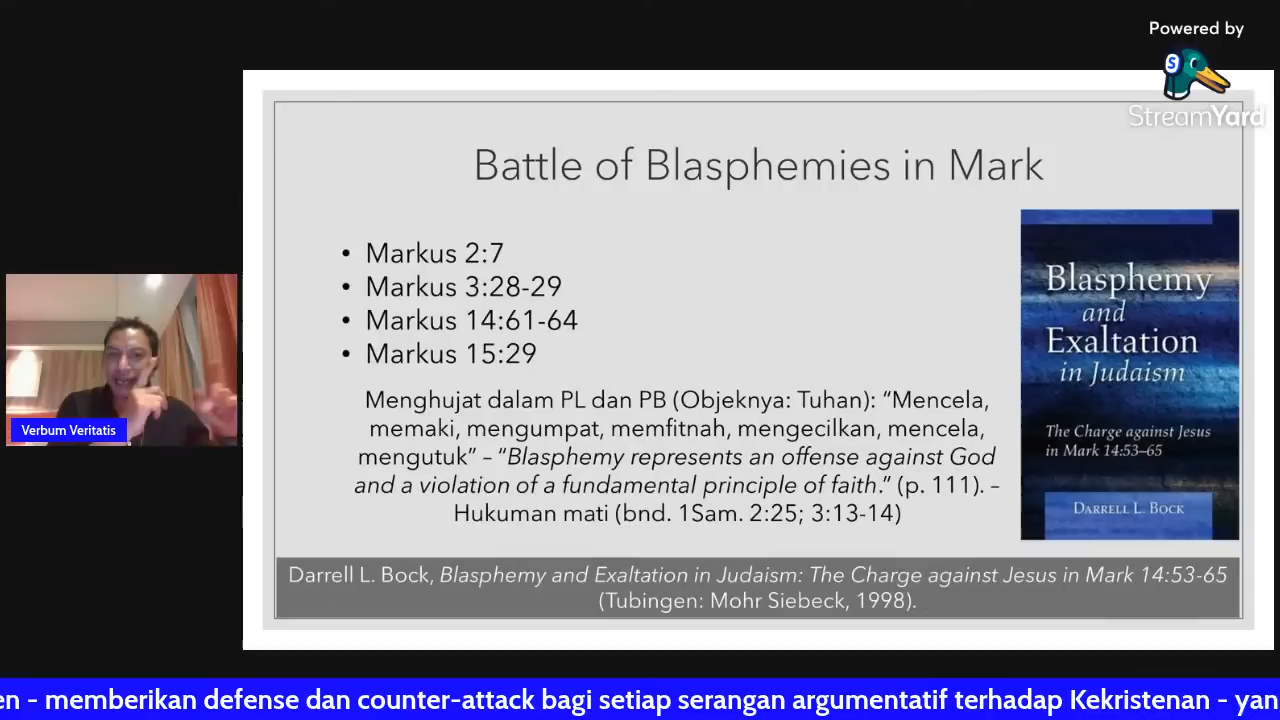 Powered by
S
StreamYard
Battle of Blasphemies in Mark
• Markus 2:7
• Markus 3:28-29
• Markus 14:61-64
• Markus 15:29
Menghujat dalam PL dan PB (Objeknya: Tuhan): “Mencela,
memaki, mengumpat, memfitnah, mengecilkan, mencela,
mengutuk” – “Blasphemy represents an offense against God
and a violation of a fundamental principle of faith.” (p. 111). –
Hukuman mati (bnd. 1Sam. 2:25; 3:13-14)
Blasphemy
and
Exaltation
in Judaism
The Charge against Jesus
in Mark 14:53–65
Darrell L. Bock
Darrell L. Bock, Blasphemy and Exaltation in Judaism: The Charge against Jesus in Mark 14:53-65
(Tubingen: Mohr Siebeck, 1998).
Verbum Veritatis
en - memberikan defense dan counter-attack bagi setiap serangan argumentatif terhadap Kekristenan - yan